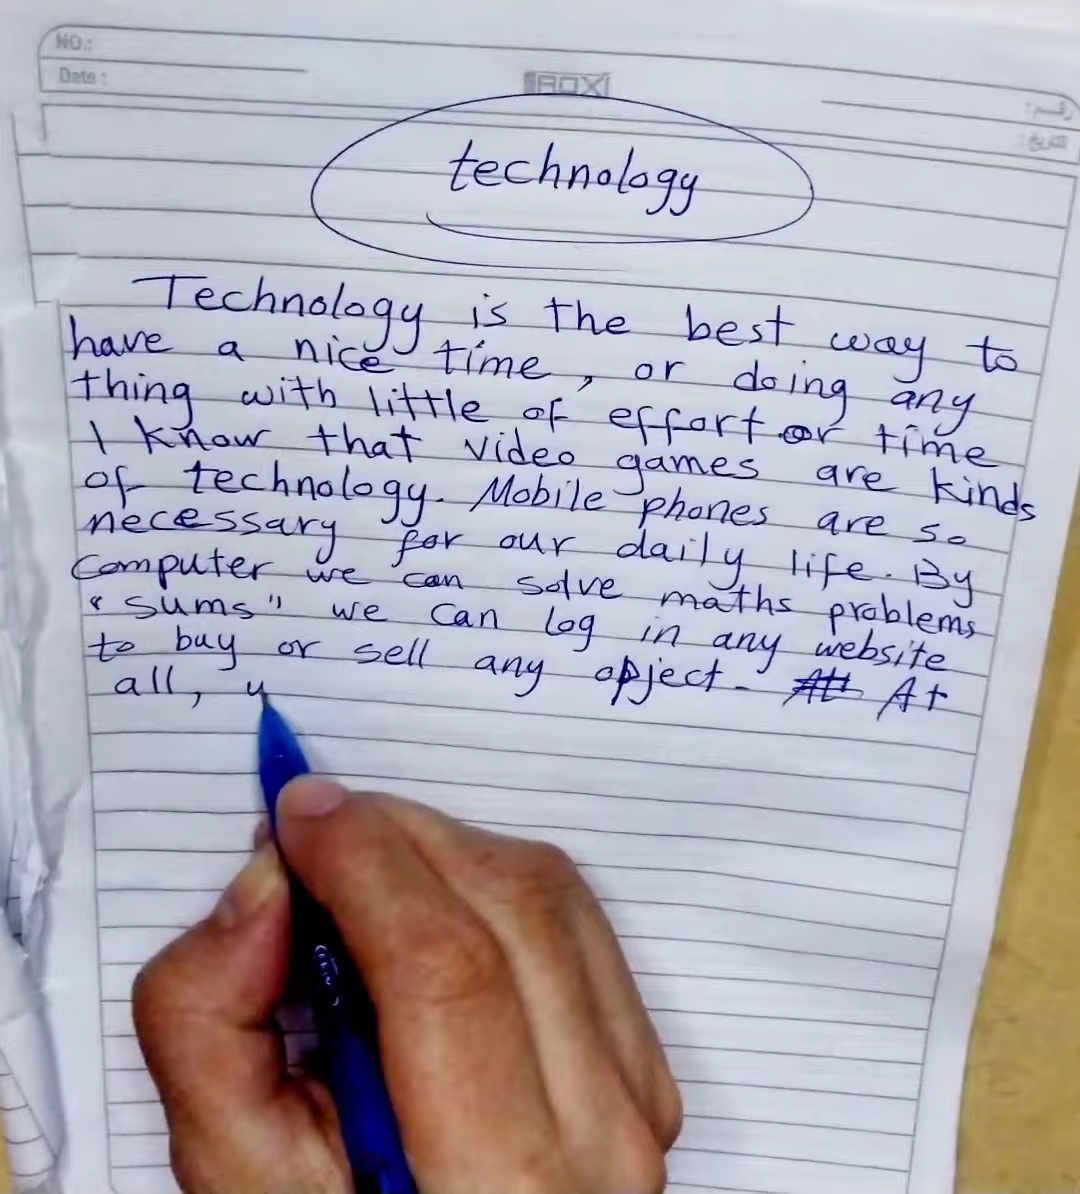 NO.:
Date :
ROXI
رقم:
تاريخ:
technology
Technology is the best way to
have a nice time, or doing any
thing with little of effort or time
I know that video games are kinds
of technology. Mobile phones are so
necessary for our daily life. By
computer we can solve maths problems
"sums" we can log in any website
to buy or sell any opject. At
all,